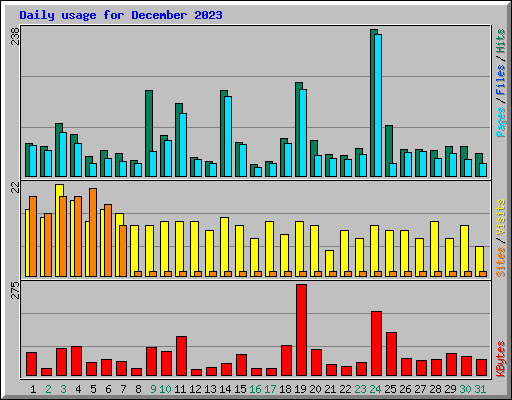 Daily usage for December 2023
238
Pages / Files / Hits
22
Sites / Visits
275
KBytes
1 2 3 4 5 6 7 8 9 10 11 12 13 14 15 16 17 18 19 20 21 22 23 24 25 26 27 28 29 30 31